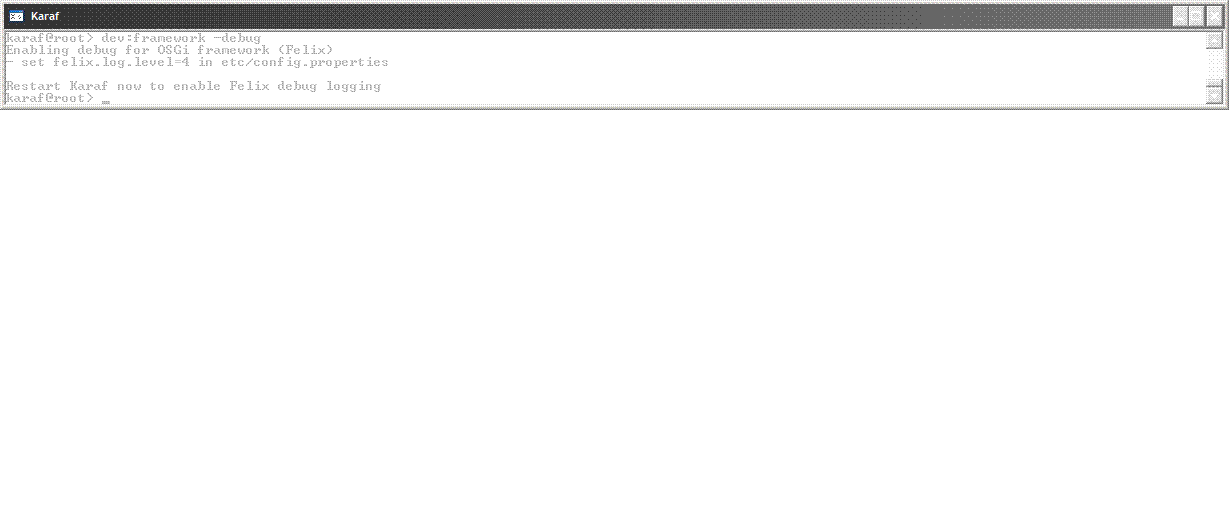 Karaf
karaf@root> dev:framework -debug
Enabling debug for OSGi framework (Felix)
- set felix.log.level=4 in etc/config.properties
Restart Karaf now to enable Felix debug logging
karaf@root> _